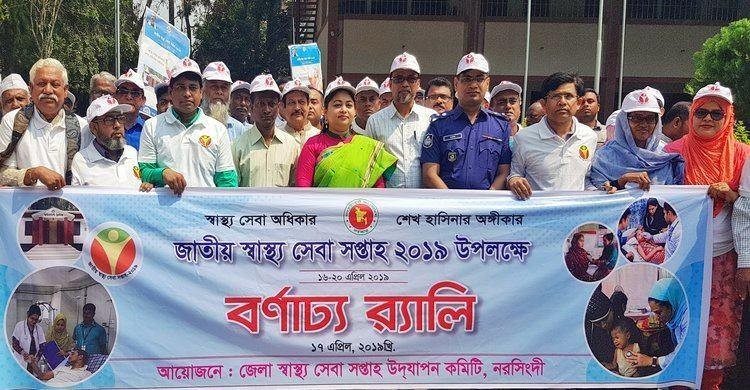 স্বাস্থ্য সেবা অধিকার শেখ হাসিনার অঙ্গীকার
জাতীয় স্বাস্থ্য সেবা সপ্তাহ ২০১৯ উপলক্ষে
১৬-২০ এপ্রিল ২০১৯
বর্ণাঢ্য র‍্যালি
১৭ এপ্রিল, ২০১৯খ্রি.
আয়োজনে : জেলা স্বাস্থ্য সেবা সপ্তাহ উদ্‌যাপন কমিটি, নরসিংদী